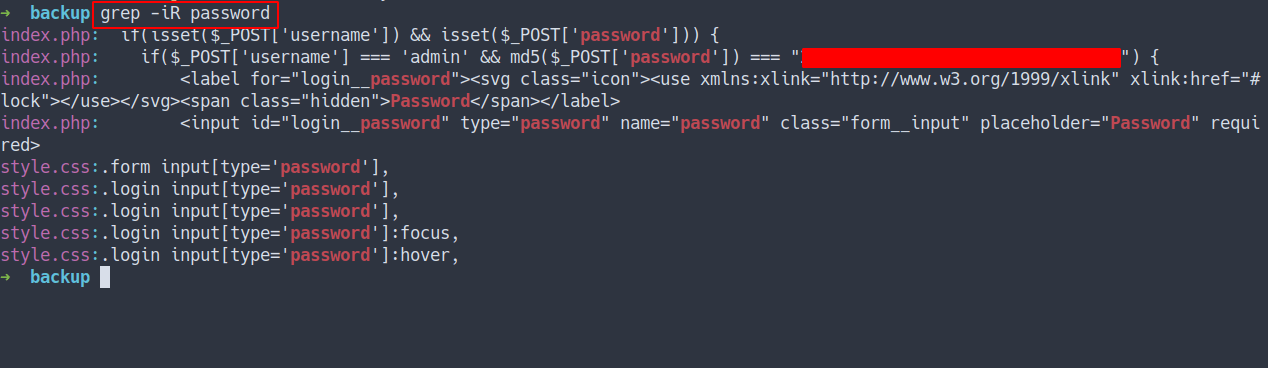 ➜  backup grep -iR password
index.php:  if(isset($_POST['username']) && isset($_POST['password'])) {
index.php:    if($_POST['username'] === 'admin' && md5($_POST['password']) === "") {
index.php:        <label for="login__password"><svg class="icon"><use xmlns:xlink="http://www.w3.org/1999/xlink" xlink:href="#
lock"></use></svg><span class="hidden">Password</span></label>
index.php:        <input id="login__password" type="password" name="password" class="form__input" placeholder="Password" requi
red>
style.css:.form input[type='password'],
style.css:.login input[type='password'],
style.css:.login input[type='password'],
style.css:.login input[type='password']:focus,
style.css:.login input[type='password']:hover,
➜  backup